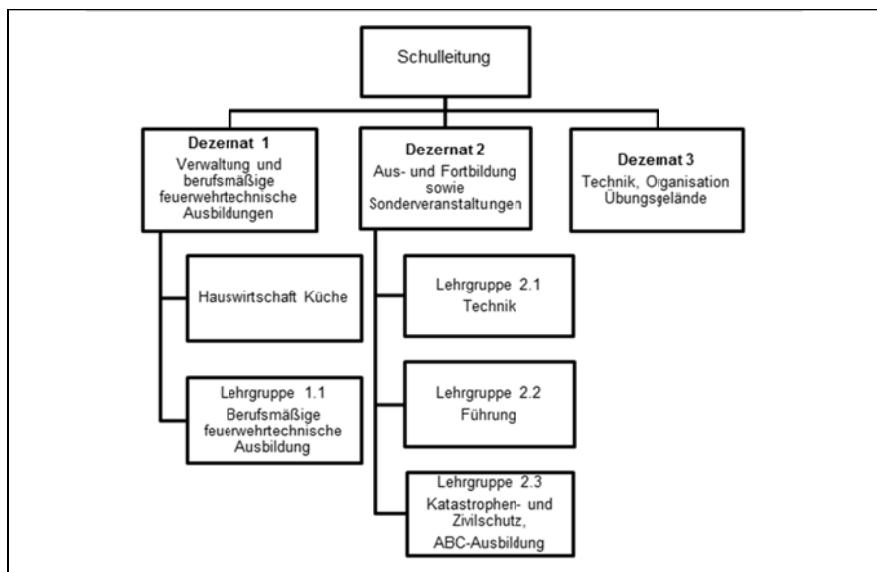 Schulleitung
Dezernat 1
Verwaltung und
berufsmäßige
feuerwehrtechnische
Ausbildungen
Dezernat 2
Aus- und Fortbildung
sowie
Sonderveranstaltungen
Dezernat 3
Technik, Organisation
Übungsgelände
Hauswirtschaft Küche
Lehrgruppe 1.1
Berufsmäßige
feuerwehrtechnische
Ausbildung
Lehrgruppe 2.1
Technik
Lehrgruppe 2.2
Führung
Lehrgruppe 2.3
Katastrophen- und
Zivilschutz,
ABC-Ausbildung